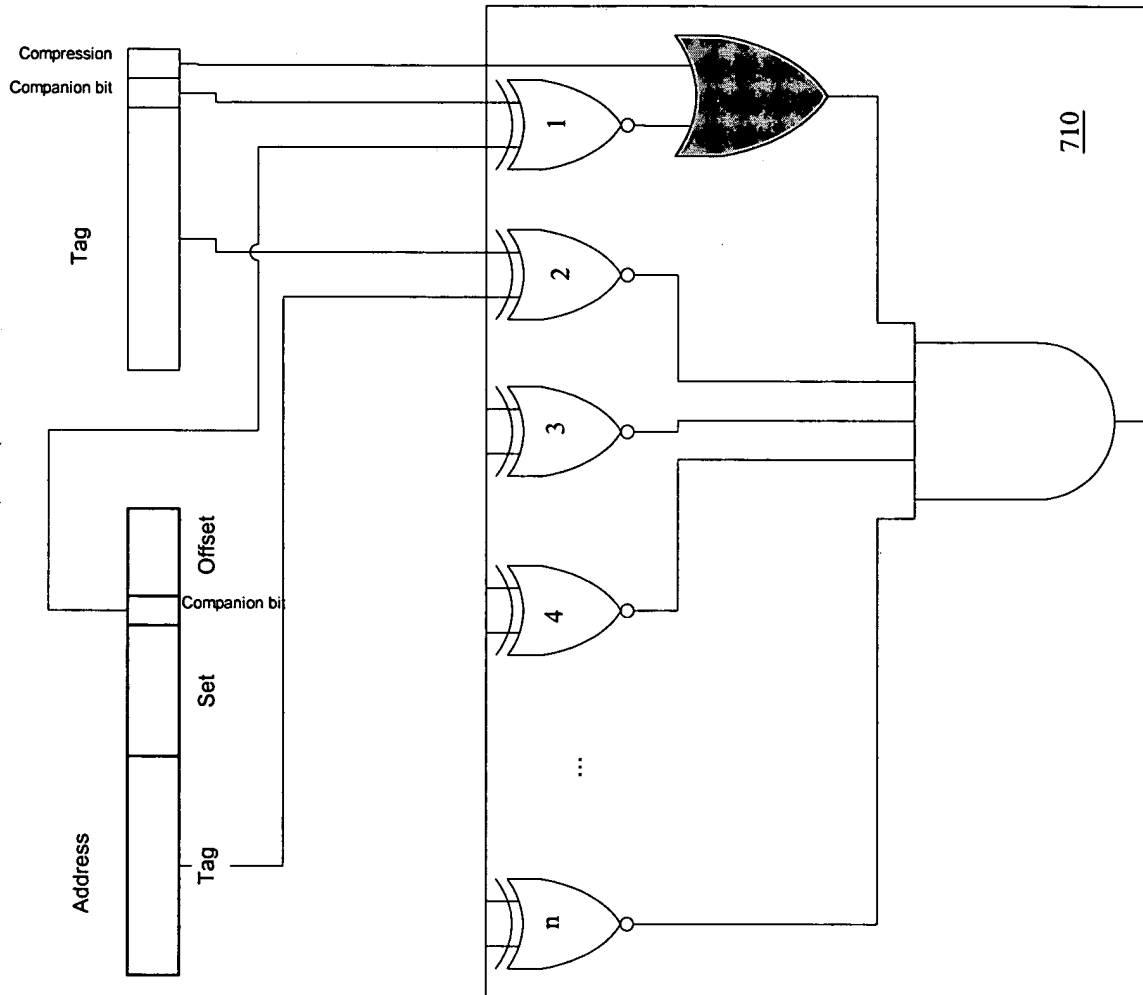 Compression
Companion bit
Tag
710
1
2
3
4
...
n
Offset
Companion bit
Set
Tag
Address